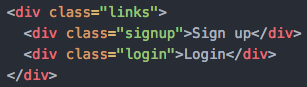 <div class="links">
<div class="signup">Sign up</div>
<div class="login">Login</div>
</div>